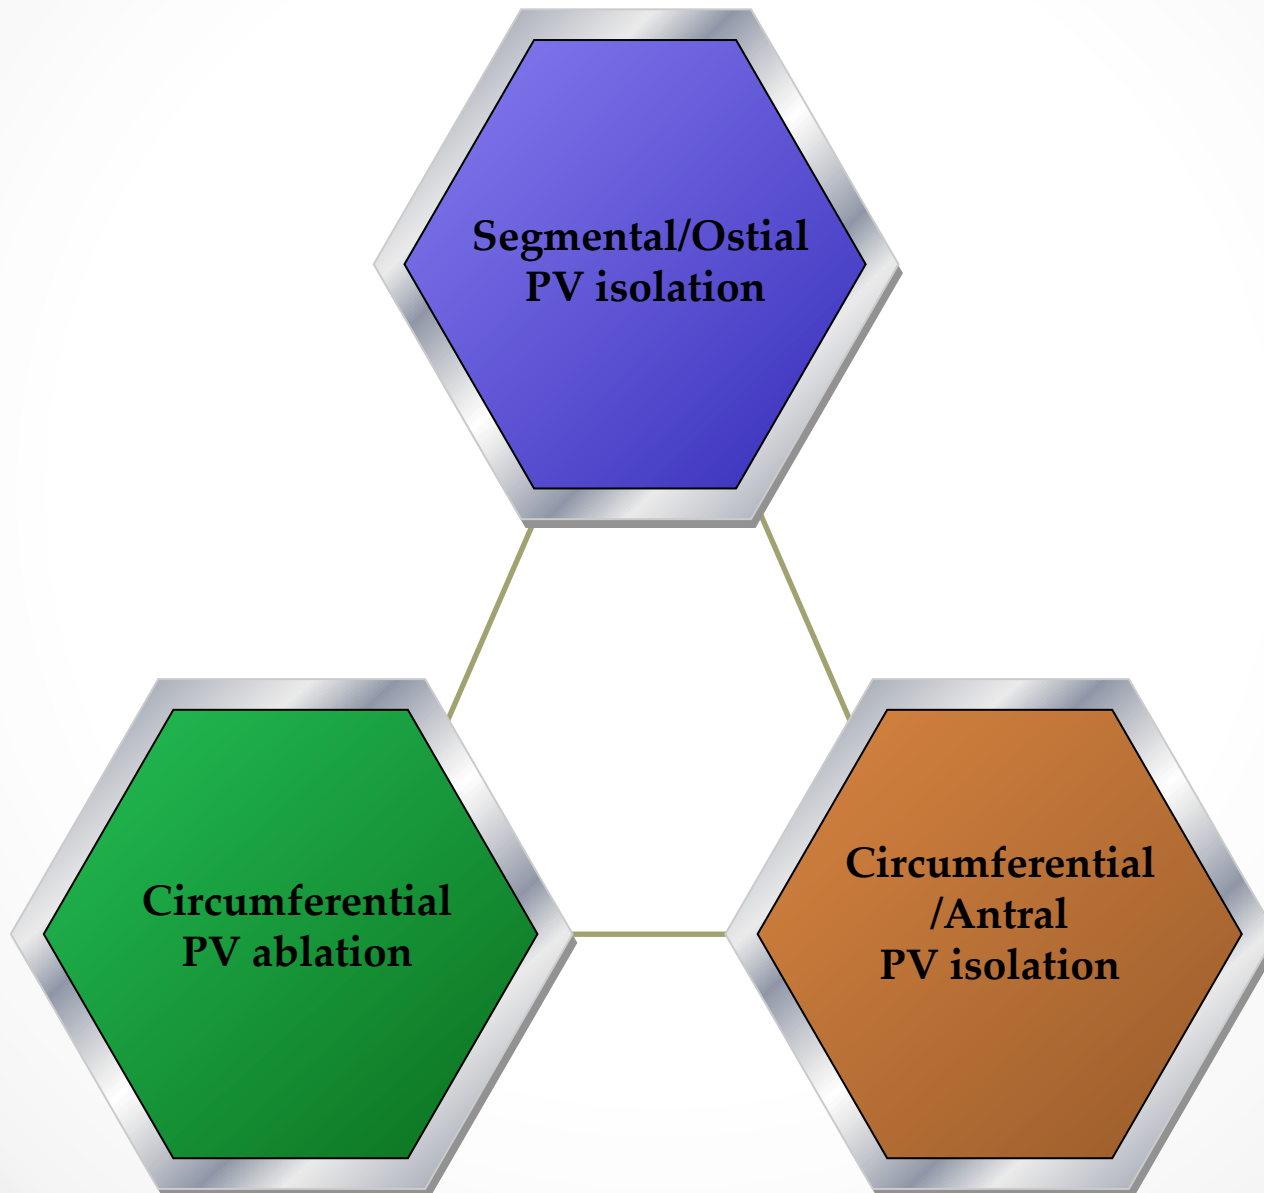 Segmental/Ostial
PV isolation
Circumferential
PV ablation
Circumferential
/Antral
PV isolation